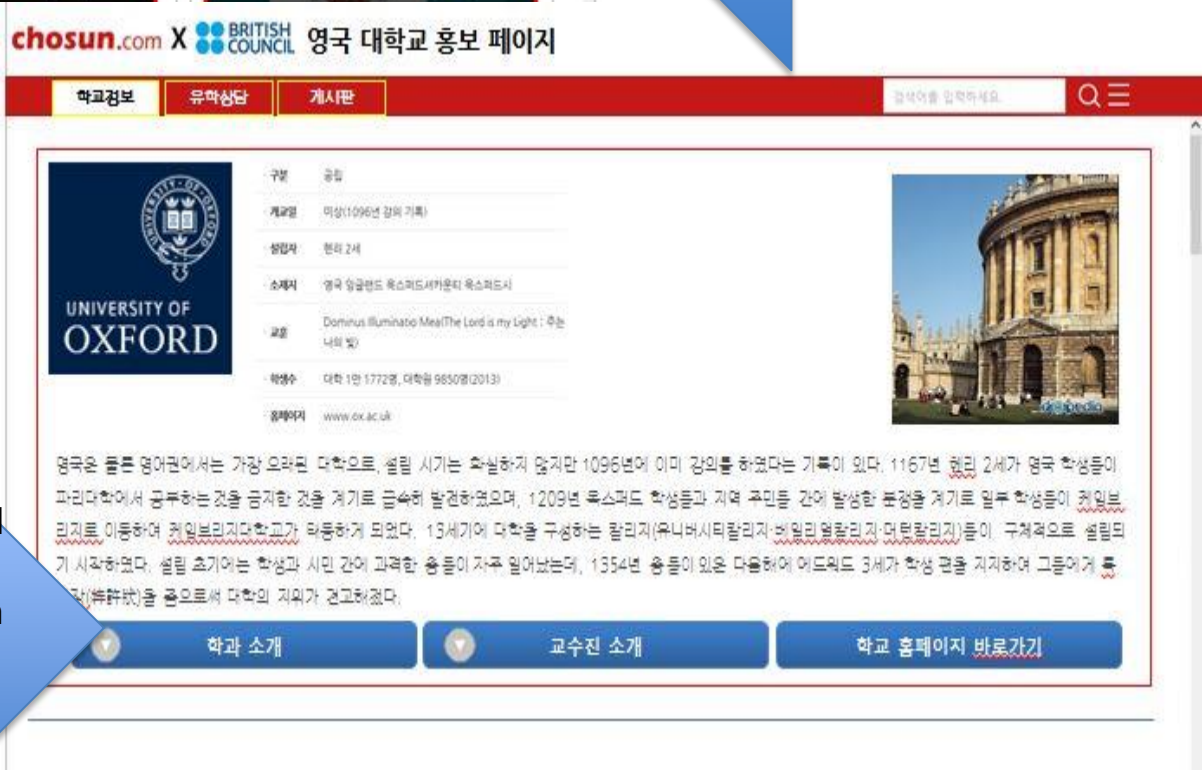 chosun.com X BRITISH COUNCIL 영국 대학교 홍보 페이지
학교정보 유학상담 게시판 검색어를 입력하세요.
UNIVERSITY OF
OXFORD
구분 공립
개교일 미상(1096년 강의 기록)
설립자 헨리 2세
소재지 영국 잉글랜드 옥스퍼드셔카운티 옥스퍼드시
교훈 Dominus Illuminatio Mea(The Lord is my Light : 주는
나의 빛)
학생수 대학 1만 1772명, 대학원 9850명(2013)
홈페이지 www.ox.ac.uk
영국은 물론 영어권에서는 가장 오래된 대학으로, 설립 시기는 확실하지 않지만 1096년에 이미 강의를 하였다는 기록이 있다. 1167년 헨리 2세가 영국 학생들이
파리대학에서 공부하는 것을 금지한 것을 계기로 급속히 발전하였으며, 1209년 옥스퍼드 학생들과 지역 주민들 간에 발생한 분쟁을 계기로 일부 학생들이 케임브
리지로 이동하여 케임브리지대학교가 태동하게 되었다. 13세기에 대학을 구성하는 칼리지(유니버시티칼리지·베일리얼칼리지·머턴칼리지)들이 구체적으로 설립되
기 시작하였다. 설립 초기에는 학생과 시민 간에 과격한 충돌이 자주 일어났는데, 1354년 충돌이 있은 다음해에 에드워드 3세가 학생 편을 지지하여 그들에게 특
장(特許狀)을 줌으로써 대학의 지위가 견고해졌다.
학과 소개 교수진 소개 학교 홈페이지 바로가기